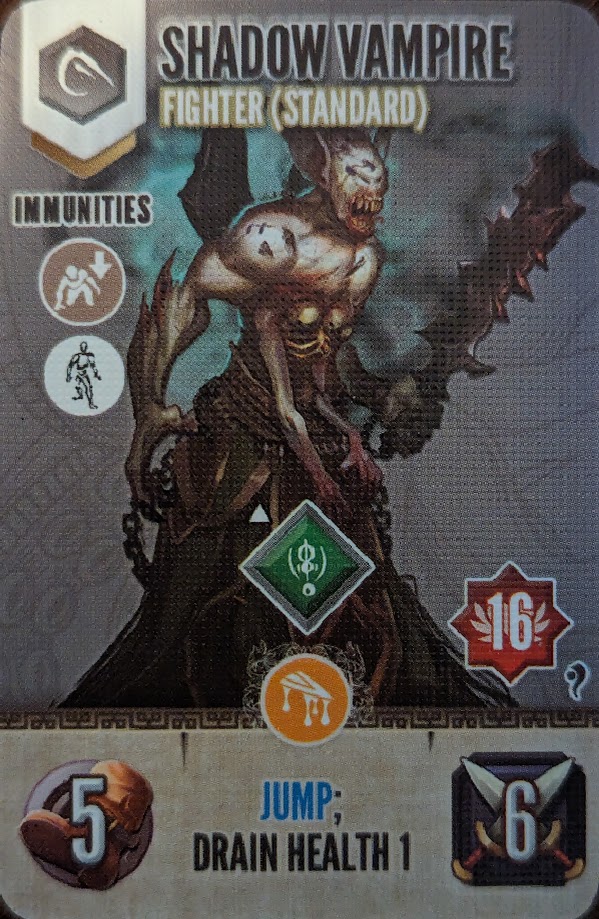 SHADOW VAMPIRE
FIGHTER (STANDARD)
IMMUNITIES
16
5
JUMP;
DRAIN HEALTH 1
6